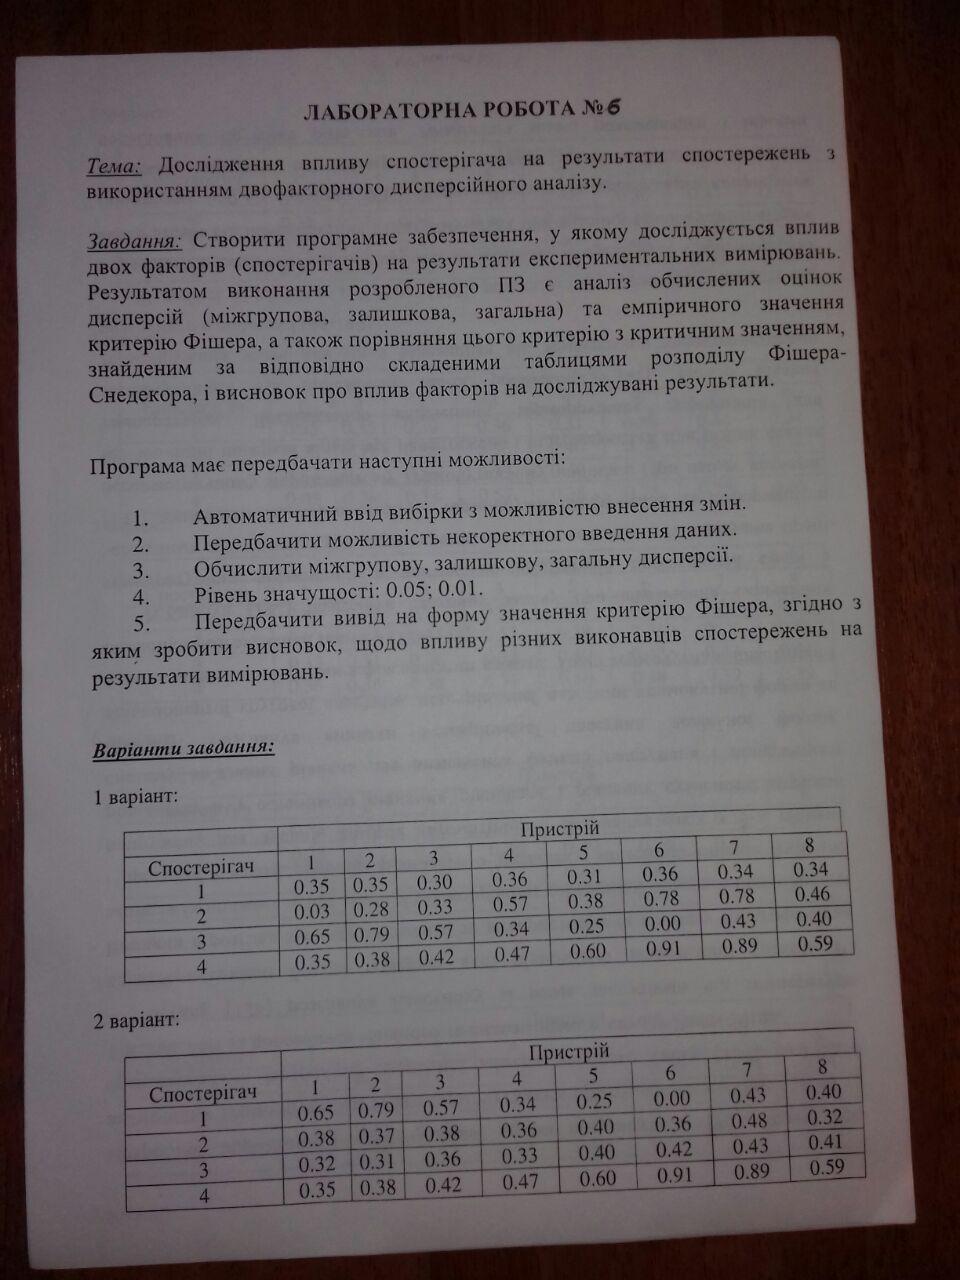 ЛАБОРАТОРНА РОБОТА №6
Тема: Дослідження впливу спостерігача на результати спостережень з
використанням двофакторного дисперсійного аналізу.
Завдання: Створити програмне забезпечення, у якому досліджується вплив
двох факторів (спостерігачів) на результати експериментальних вимірювань.
Результатом виконання розробленого ПЗ є аналіз обчислених оцінок
дисперсій (міжгрупова, залишкова, загальна) та емпіричного значення
критерію Фішера, а також порівняння цього критерію з критичним значенням,
знайденим за відповідно складеними таблицями розподілу Фішера-
Снедекора, і висновок про вплив факторів на досліджувані результати.
Програма має передбачати наступні можливості:
1. Автоматичний ввід вибірки з можливістю внесення змін.
2. Передбачити можливість некоректного введення даних.
3. Обчислити міжгрупову, залишкову, загальну дисперсії.
4. Рівень значущості: 0.05; 0.01.
5. Передбачити вивід на форму значення критерію Фішера, згідно з
яким зробити висновок, щодо впливу різних виконавців спостережень на
результати вимірювань.
Варіанти завдання:
1 варіант:
Пристрій
Спостерігач 1 2 3 4 5 6 7 8
1 0.35 0.35 0.30 0.36 0.31 0.36 0.34 0.34
2 0.03 0.28 0.33 0.57 0.38 0.78 0.78 0.46
3 0.65 0.79 0.57 0.34 0.25 0.00 0.43 0.40
4 0.35 0.38 0.42 0.47 0.60 0.91 0.89 0.59
2 варіант:
Пристрій
Спостерігач 1 2 3 4 5 6 7 8
1 0.65 0.79 0.57 0.34 0.25 0.00 0.43 0.40
2 0.38 0.37 0.38 0.36 0.40 0.36 0.48 0.32
3 0.32 0.31 0.36 0.33 0.40 0.42 0.43 0.41
4 0.35 0.38 0.42 0.47 0.60 0.91 0.89 0.59